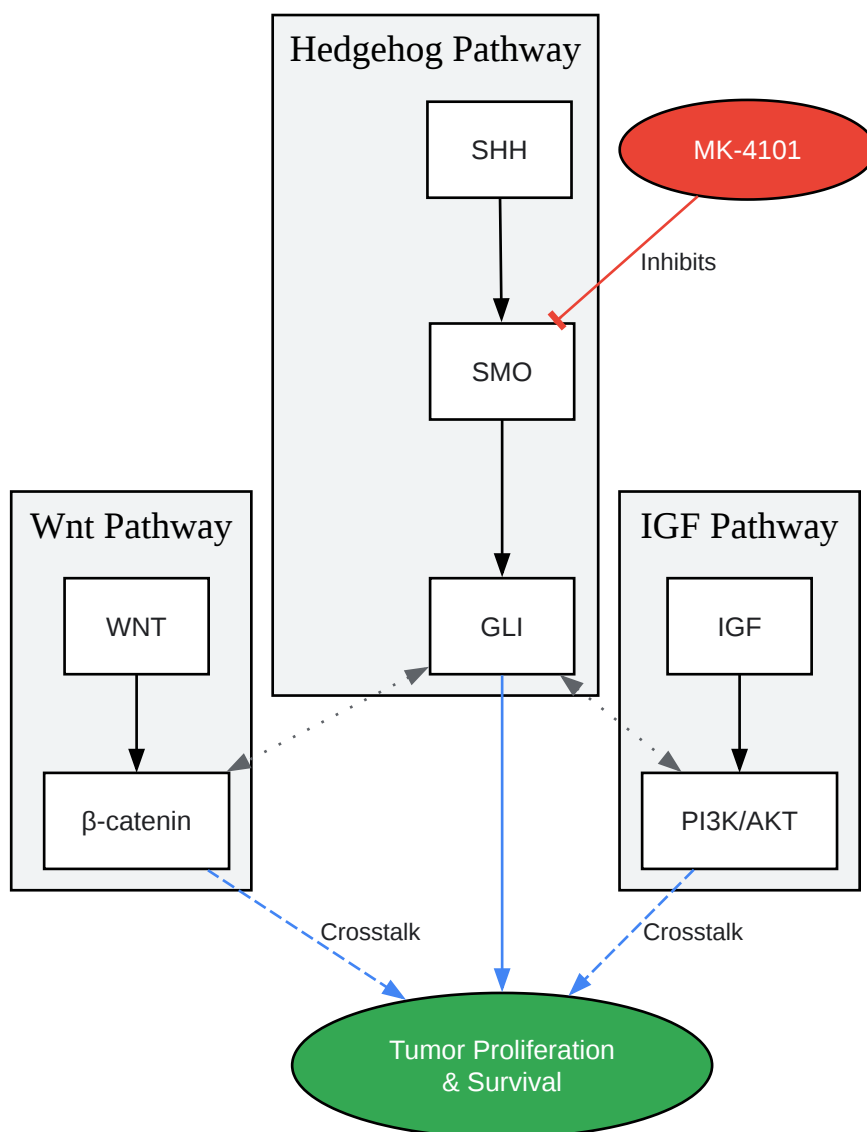 Hedgehog Pathway
SHH
MK-4101
Inhibits
SMO
Wnt Pathway
IGF Pathway
WNT
GLI
IGF
β-catenin
PI3K/AKT
Crosstalk
Crosstalk
Tumor Proliferation
& Survival